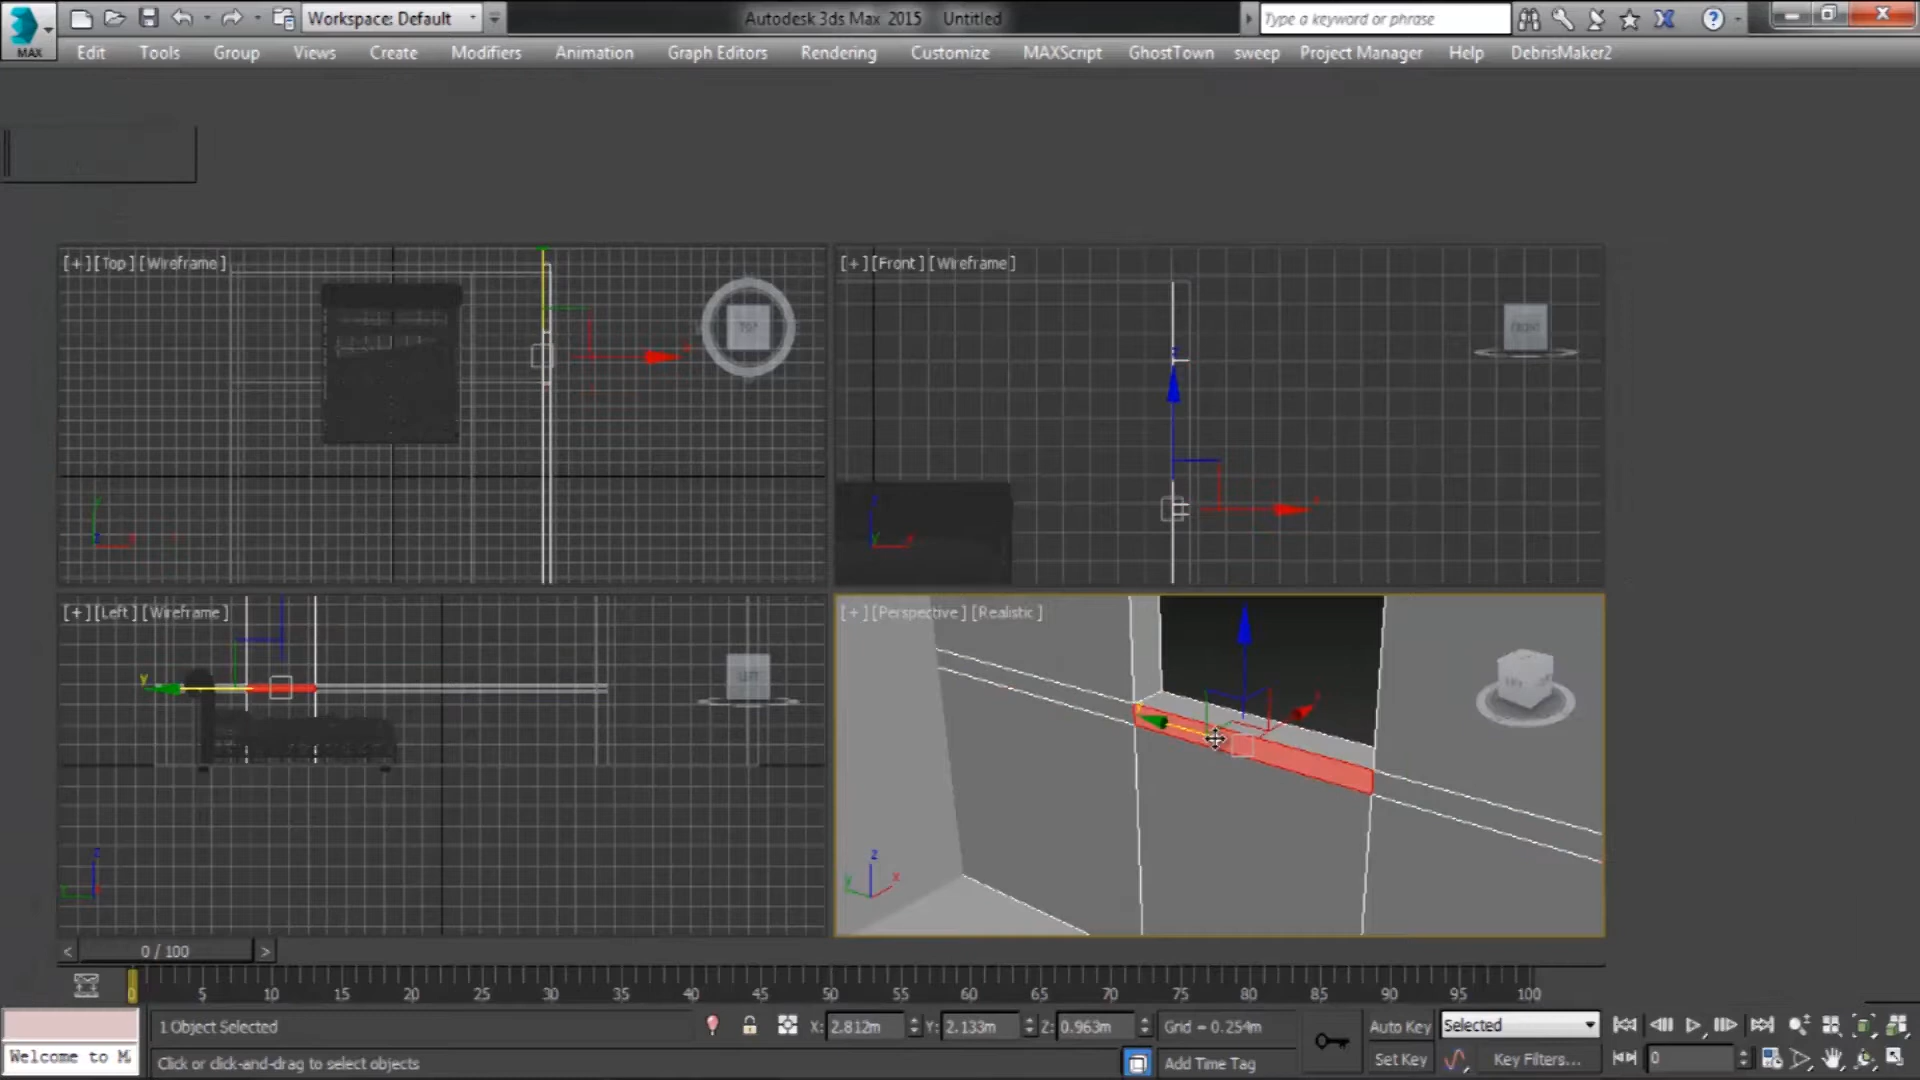 Workspace: Default
Autodesk 3ds Max 2015 Untitled
Type a keyword or phrase
MAX
Edit Tools Group Views Create Modifiers Animation Graph Editors Rendering Customize MAXScript GhostTown sweep Project Manager Help DebrisMaker2
[+][Top][Wireframe]
TOP
[+][Front][Wireframe]
FRONT
[+][Left][Wireframe]
LEFT
[+][Perspective][Realistic]
< 0 / 100 >
0 5 10 15 20 25 30 35 40 45 50 55 60 65 70 75 80 85 90 95 100
1 Object Selected X: 2.812m Y: 2.133m Z: 0.963m Grid = 0.254m Auto Key Selected
Welcome to M Click or click-and-drag to select objects Add Time Tag Set Key Key Filters... 0